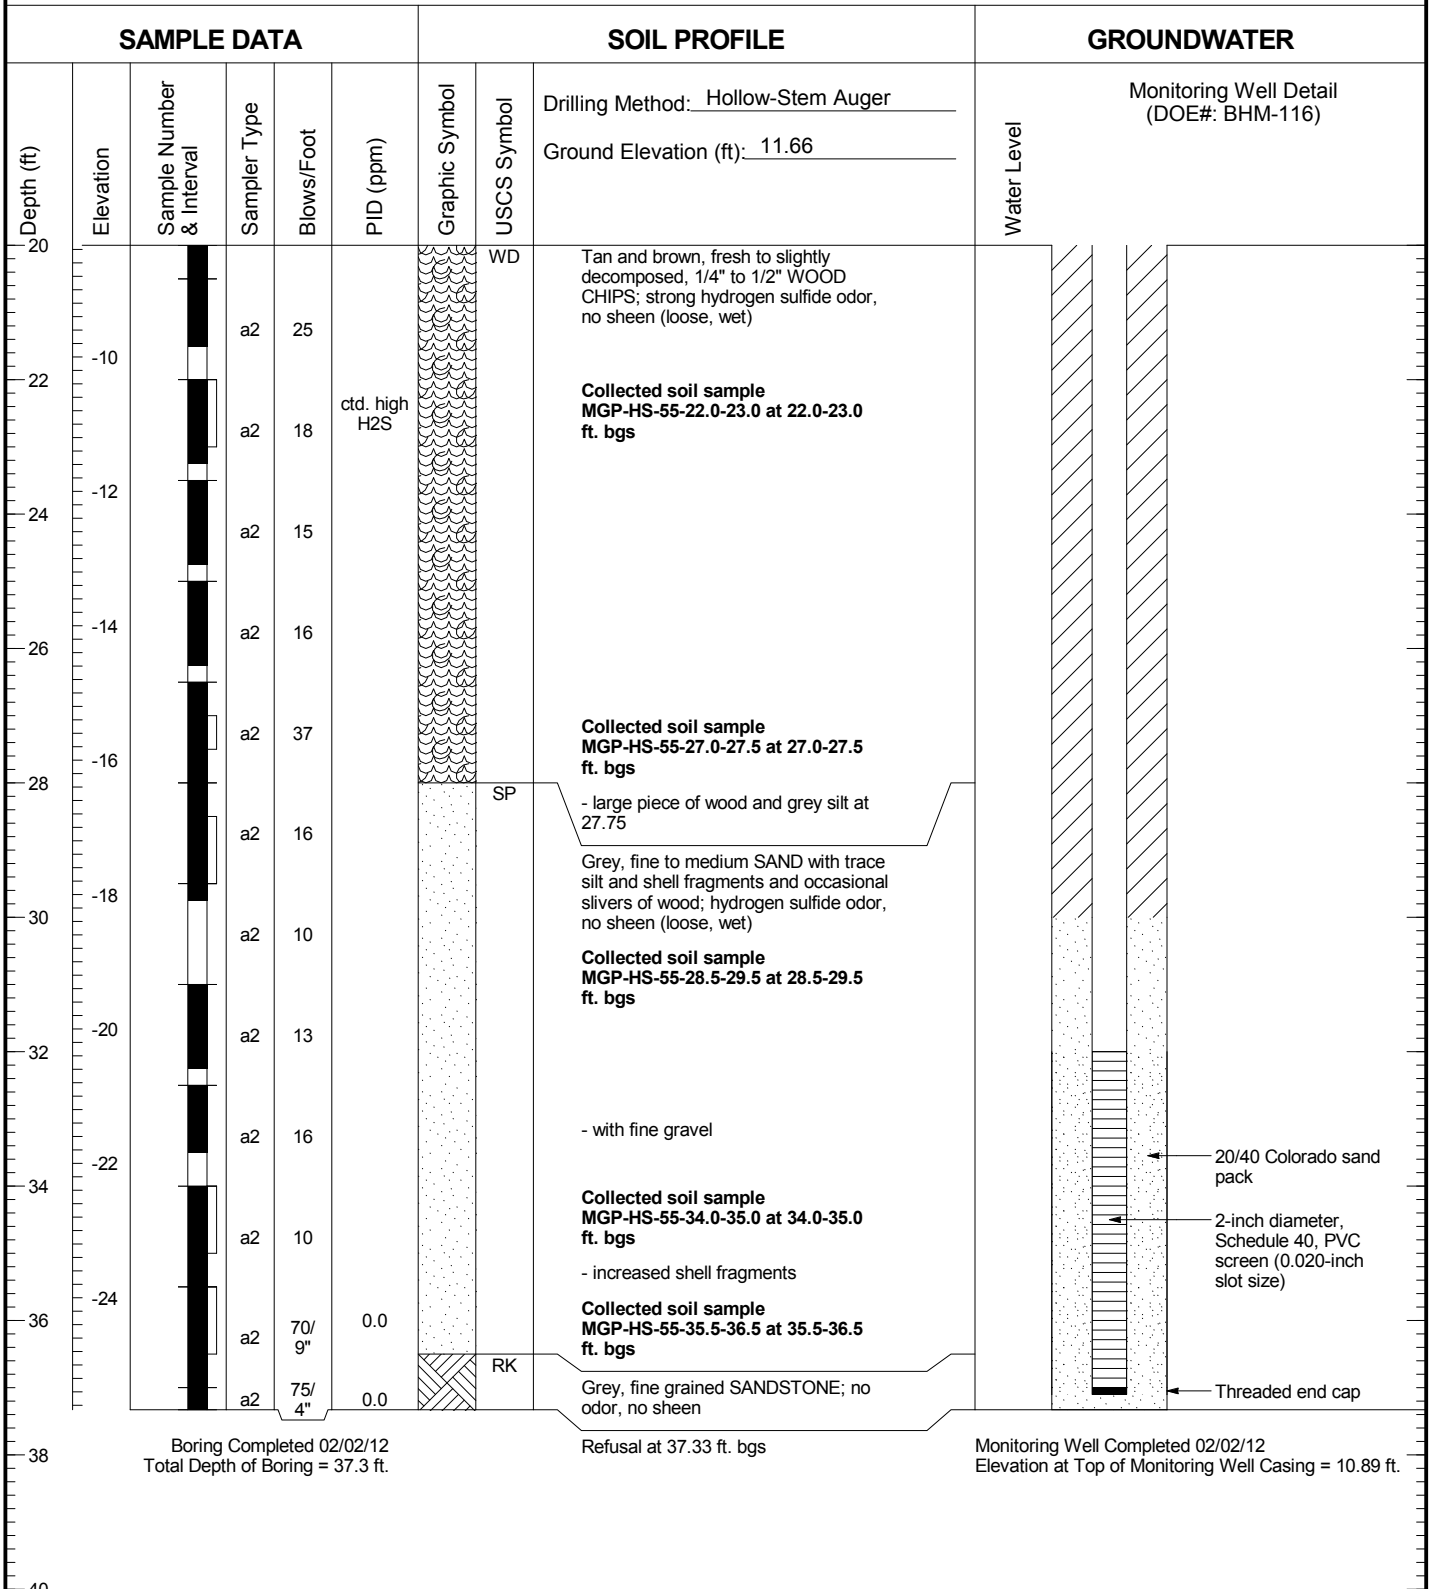 SAMPLE DATA
SOIL PROFILE
GROUNDWATER
Depth (ft)
Elevation
Sample Number
& Interval
Sampler Type
Blows/Foot
PID (ppm)
Graphic Symbol
USCS Symbol
Drilling Method: Hollow-Stem Auger
Ground Elevation (ft): 11.66
Water Level
Monitoring Well Detail
(DOE#: BHM-116)
20
22
24
26
28
30
32
34
36
38
40
-10
-12
-14
-16
-18
-20
-22
-24
a2 25
a2 18
a2 15
a2 16
a2 37
a2 16
a2 10
a2 13
a2 16
a2 10
a2 70/
9"
a2 75/
4"
ctd. high
H2S
0.0
0.0
WD
SP
RK
Tan and brown, fresh to slightly
decomposed, 1/4" to 1/2" WOOD
CHIPS; strong hydrogen sulfide odor,
no sheen (loose, wet)
Collected soil sample
MGP-HS-55-22.0-23.0 at 22.0-23.0
ft. bgs
Collected soil sample
MGP-HS-55-27.0-27.5 at 27.0-27.5
ft. bgs
- large piece of wood and grey silt at
27.75
Grey, fine to medium SAND with trace
silt and shell fragments and occasional
slivers of wood; hydrogen sulfide odor,
no sheen (loose, wet)
Collected soil sample
MGP-HS-55-28.5-29.5 at 28.5-29.5
ft. bgs
- with fine gravel
Collected soil sample
MGP-HS-55-34.0-35.0 at 34.0-35.0
ft. bgs
- increased shell fragments
Collected soil sample
MGP-HS-55-35.5-36.5 at 35.5-36.5
ft. bgs
Grey, fine grained SANDSTONE; no
odor, no sheen
Refusal at 37.33 ft. bgs
20/40 Colorado sand
pack
2-inch diameter,
Schedule 40, PVC
screen (0.020-inch
slot size)
Threaded end cap
Boring Completed 02/02/12
Total Depth of Boring = 37.3 ft.
Monitoring Well Completed 02/02/12
Elevation at Top of Monitoring Well Casing = 10.89 ft.